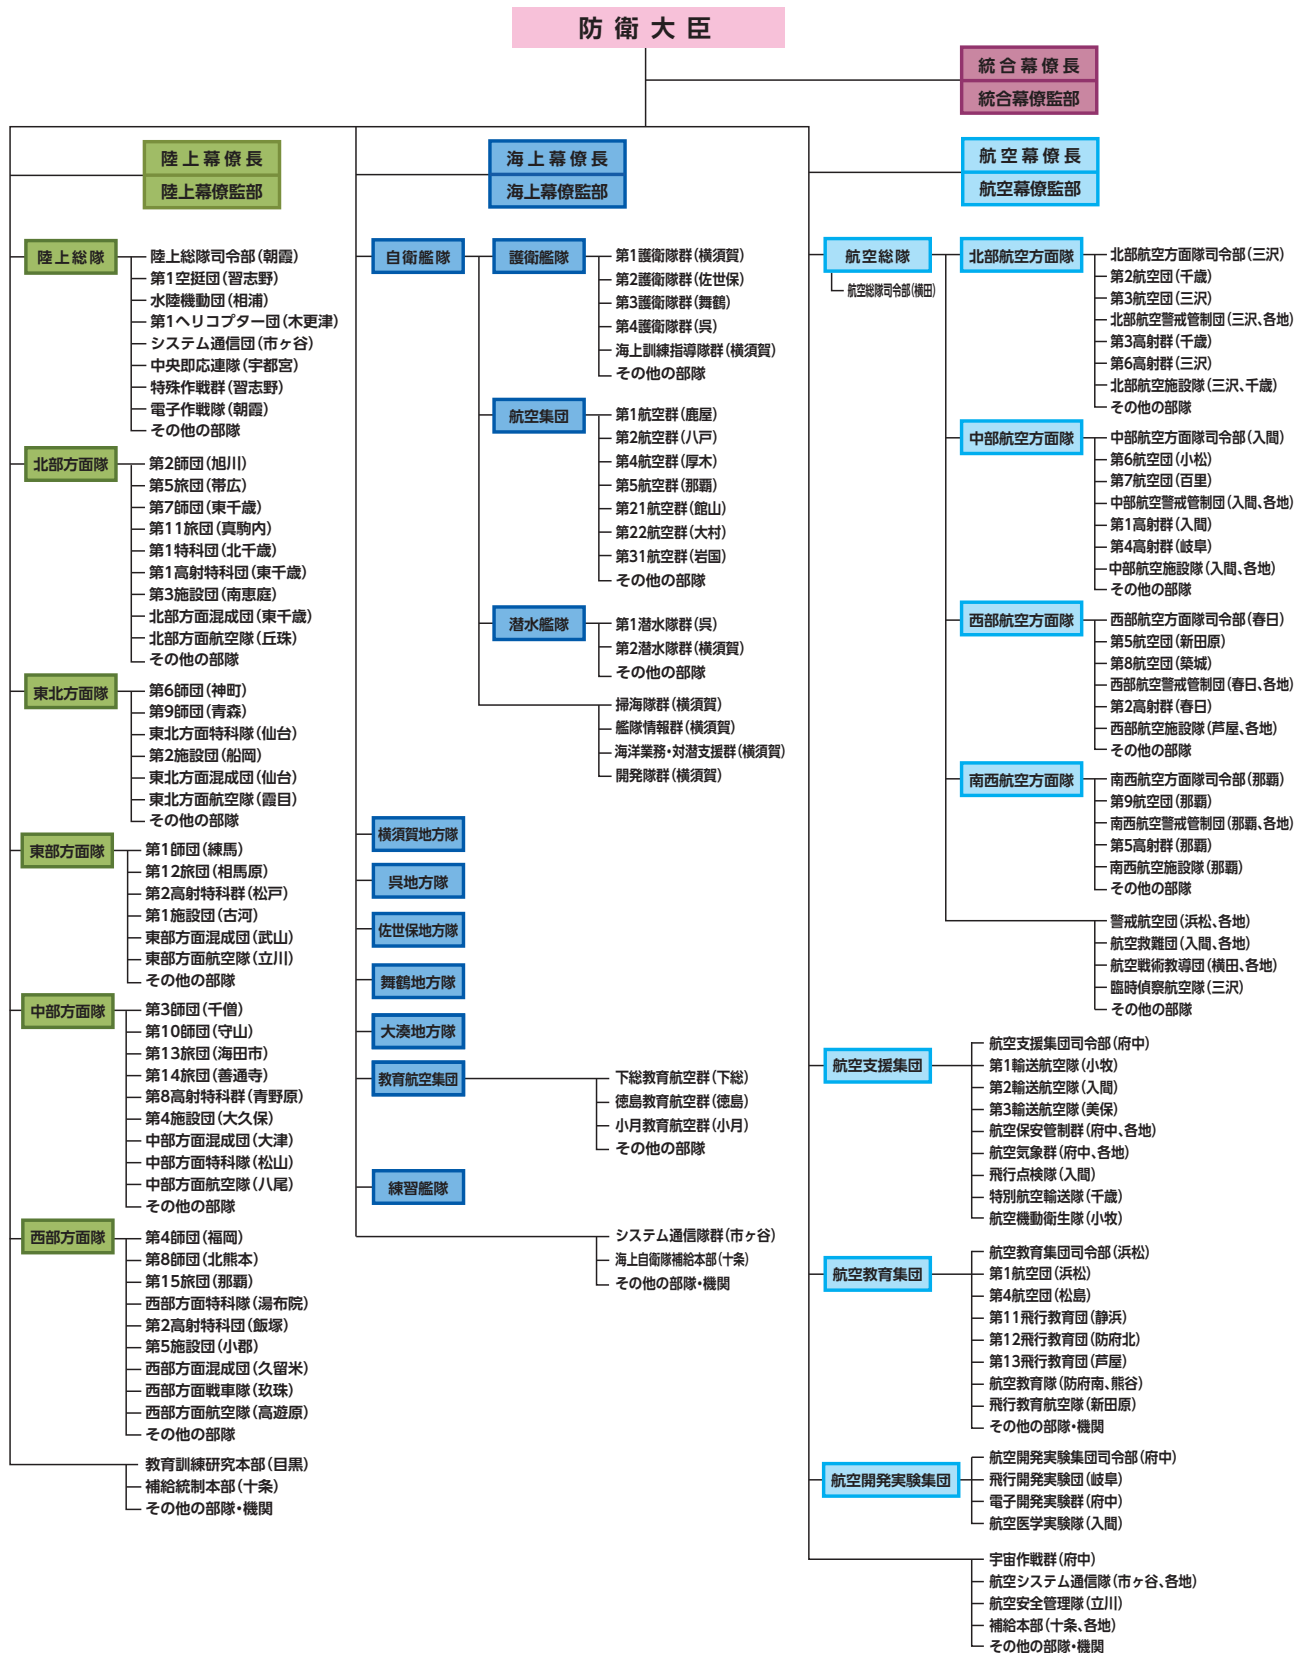 防衛大臣
統合幕僚長
統合幕僚監部
陸上幕僚長
陸上幕僚監部
陸上総隊
陸上総隊司令部(朝霞)
第1空挺団(習志野)
水陸機動団(相浦)
第1ヘリコプター団(木更津)
システム通信団(市ヶ谷)
中央即応連隊(宇都宮)
特殊作戦群(習志野)
電子作戦隊(朝霞)
その他の部隊
北部方面隊
第2師団(旭川)
第5旅団(帯広)
第7師団(東千歳)
第11旅団(真駒内)
第1特科団(北千歳)
第1高射特科団(東千歳)
第3施設団(南恵庭)
北部方面混成団(東千歳)
北部方面航空隊(丘珠)
その他の部隊
東北方面隊
第6師団(神町)
第9師団(青森)
東北方面特科隊(仙台)
第2施設団(船岡)
東北方面混成団(仙台)
東北方面航空隊(霞目)
その他の部隊
東部方面隊
第1師団(練馬)
第12旅団(相馬原)
第2高射特科群(松戸)
第1施設団(古河)
東部方面混成団(武山)
東部方面航空隊(立川)
その他の部隊
中部方面隊
第3師団(千僧)
第10師団(守山)
第13旅団(海田市)
第14旅団(善通寺)
第8高射特科群(青野原)
第4施設団(大久保)
中部方面混成団(大津)
中部方面特科隊(松山)
中部方面航空隊(八尾)
その他の部隊
西部方面隊
第4師団(福岡)
第8師団(北熊本)
第15旅団(那覇)
西部方面特科隊(湯布院)
第2高射特科団(飯塚)
第5施設団(小郡)
西部方面混成団(久留米)
西部方面戦車隊(玖珠)
西部方面航空隊(高遊原)
その他の部隊
教育訓練研究本部(目黒)
補給統制本部(十条)
その他の部隊・機関
海上幕僚長
海上幕僚監部
自衛艦隊
護衛艦隊
第1護衛隊群(横須賀)
第2護衛隊群(佐世保)
第3護衛隊群(舞鶴)
第4護衛隊群(呉)
海上訓練指導隊群(横須賀)
その他の部隊
航空集団
第1航空群(鹿屋)
第2航空群(八戸)
第4航空群(厚木)
第5航空群(那覇)
第21航空群(館山)
第22航空群(大村)
第31航空群(岩国)
その他の部隊
潜水艦隊
第1潜水隊群(呉)
第2潜水隊群(横須賀)
その他の部隊
掃海隊群(横須賀)
艦隊情報群(横須賀)
海洋業務・対潜支援群(横須賀)
開発隊群(横須賀)
横須賀地方隊
呉地方隊
佐世保地方隊
舞鶴地方隊
大湊地方隊
教育航空集団
下総教育航空群(下総)
徳島教育航空群(徳島)
小月教育航空群(小月)
その他の部隊
練習艦隊
システム通信隊群(市ヶ谷)
海上自衛隊補給本部(十条)
その他の部隊・機関
航空幕僚長
航空幕僚監部
航空総隊
航空総隊司令部(横田)
北部航空方面隊
北部航空方面隊司令部(三沢)
第2航空団(千歳)
第3航空団(三沢)
北部航空警戒管制団(三沢、各地)
第3高射群(千歳)
第6高射群(三沢)
北部航空施設隊(三沢、千歳)
その他の部隊
中部航空方面隊
中部航空方面隊司令部(入間)
第6航空団(小松)
第7航空団(百里)
中部航空警戒管制団(入間、各地)
第1高射群(入間)
第4高射群(岐阜)
中部航空施設隊(入間、各地)
その他の部隊
西部航空方面隊
西部航空方面隊司令部(春日)
第5航空団(新田原)
第8航空団(築城)
西部航空警戒管制団(春日、各地)
第2高射群(春日)
西部航空施設隊(芦屋、各地)
その他の部隊
南西航空方面隊
南西航空方面隊司令部(那覇)
第9航空団(那覇)
南西航空警戒管制団(那覇、各地)
第5高射群(那覇)
南西航空施設隊(那覇)
その他の部隊
警戒航空団(浜松、各地)
航空救難団(入間、各地)
航空戦術教導団(横田、各地)
臨時偵察航空隊(三沢)
その他の部隊
航空支援集団
航空支援集団司令部(府中)
第1輸送航空隊(小牧)
第2輸送航空隊(入間)
第3輸送航空隊(美保)
航空保安管制群(府中、各地)
航空気象群(府中、各地)
飛行点検隊(入間)
特別航空輸送隊(千歳)
航空機動衛生隊(小牧)
航空教育集団
航空教育集団司令部(浜松)
第1航空団(浜松)
第4航空団(松島)
第11飛行教育団(静浜)
第12飛行教育団(防府北)
第13飛行教育団(芦屋)
航空教育隊(防府南、熊谷)
飛行教育航空隊(新田原)
その他の部隊・機関
航空開発実験集団
航空開発実験集団司令部(府中)
飛行開発実験団(岐阜)
電子開発実験群(府中)
航空医学実験隊(入間)
宇宙作戦群(府中)
航空システム通信隊(市ヶ谷、各地)
航空安全管理隊(立川)
補給本部(十条、各地)
その他の部隊・機関